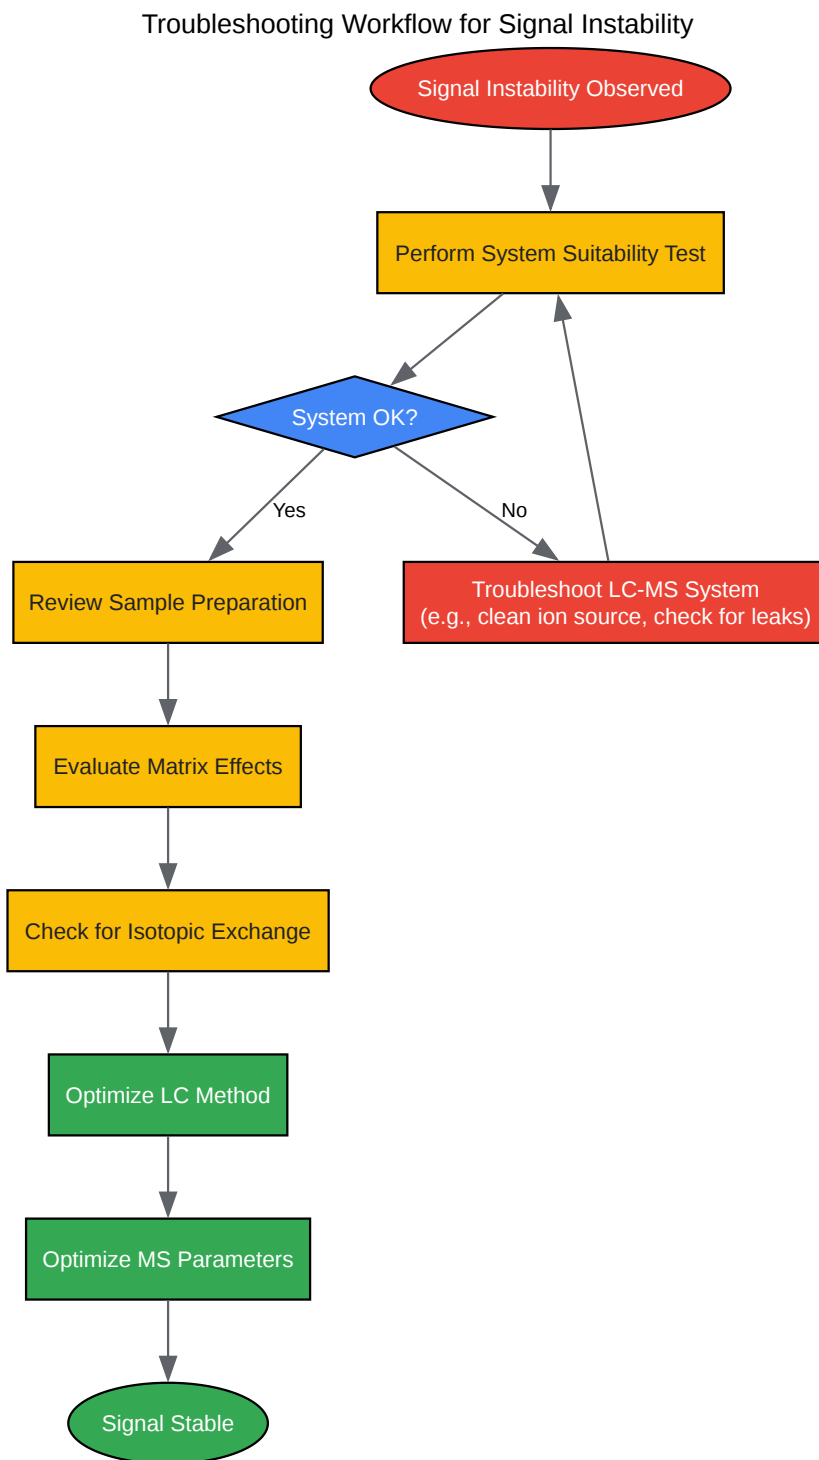 Troubleshooting Workflow for Signal Instability
Signal Instability Observed
Perform System Suitability Test
System OK?
Yes
No
Review Sample Preparation
Troubleshoot LC-MS System
(e.g., clean ion source, check for leaks)
Evaluate Matrix Effects
Check for Isotopic Exchange
Optimize LC Method
Optimize MS Parameters
Signal Stable